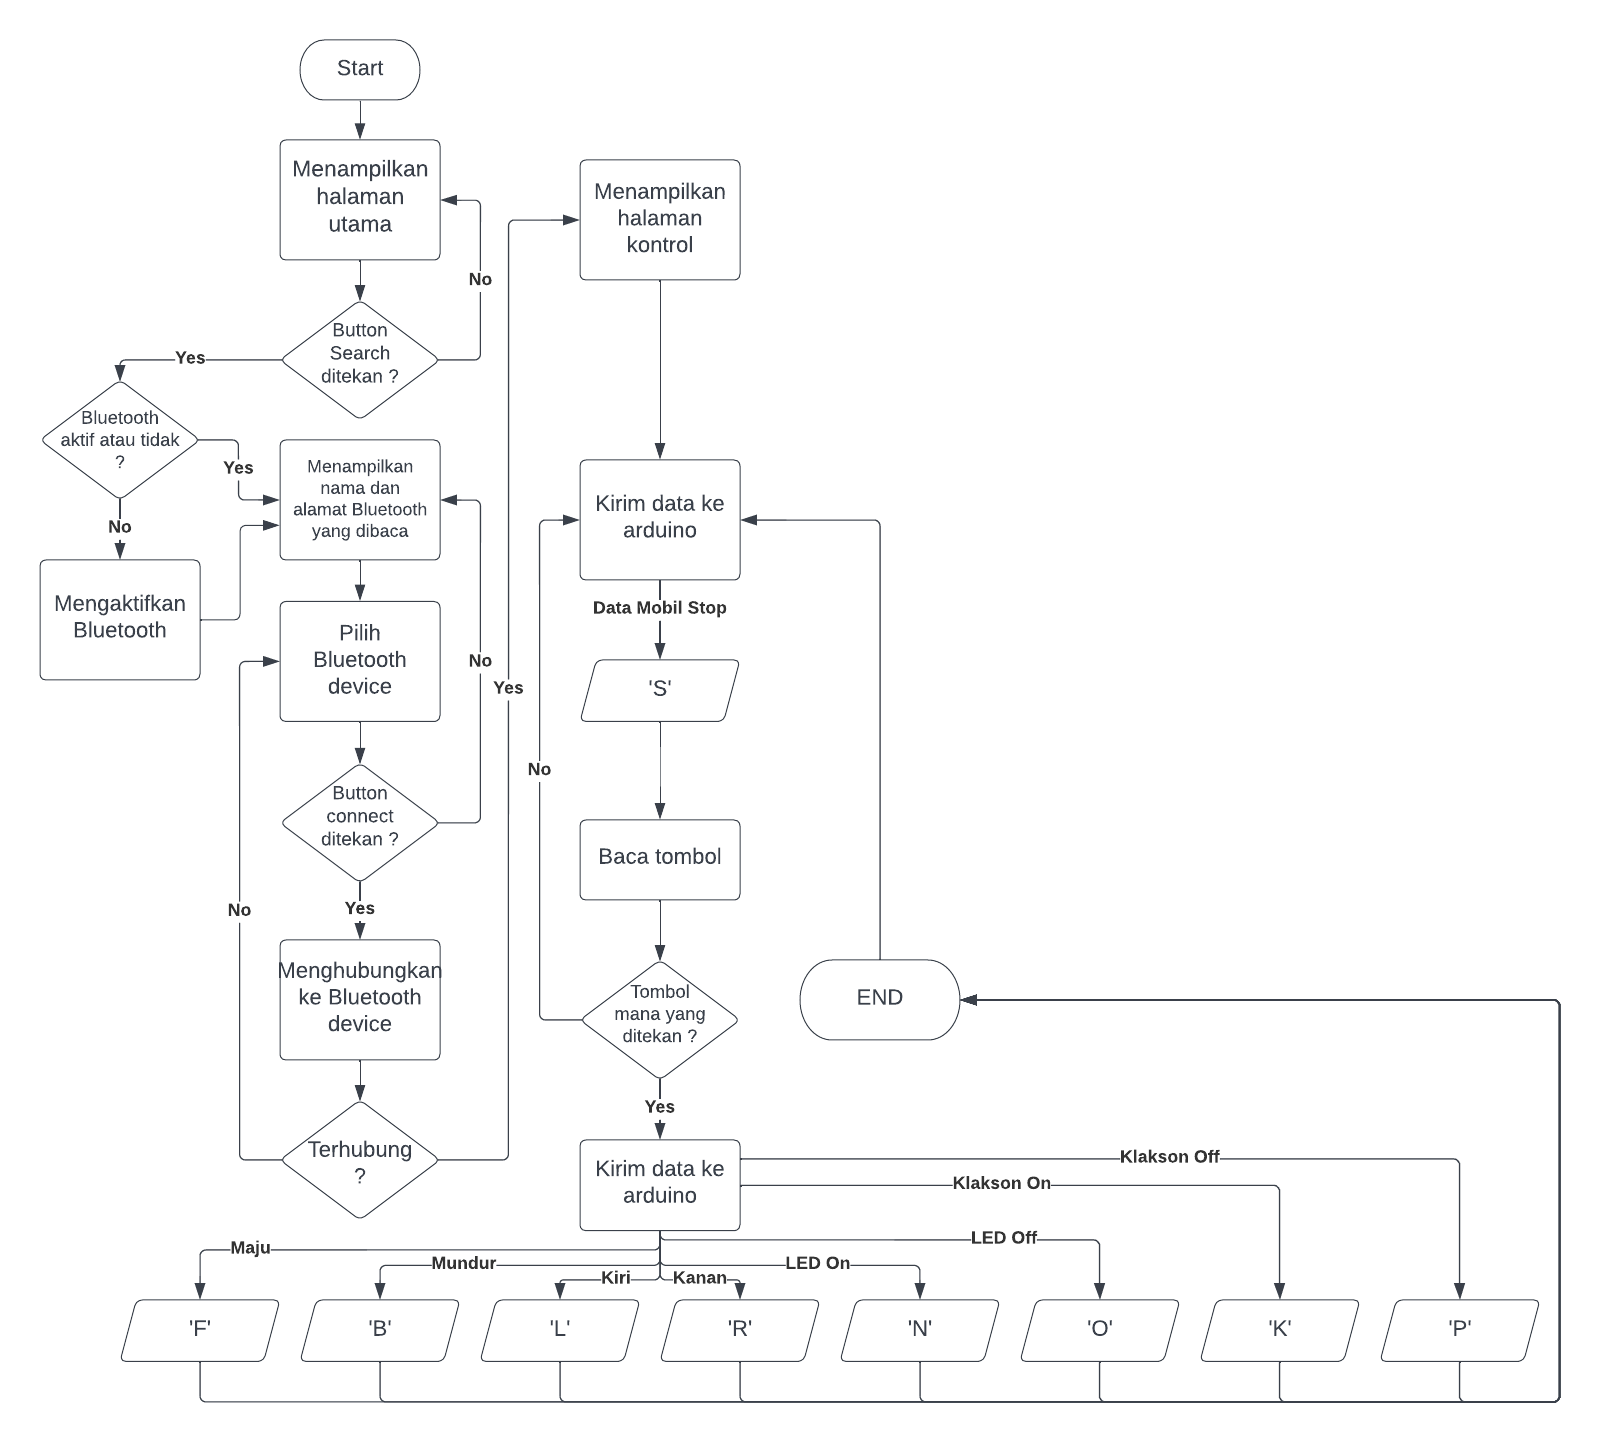 Start
Menampilkan
halaman
utama
No
Button
Search
ditekan ?
Yes
Bluetooth
aktif atau tidak
?
Yes
No
Mengaktifkan
Bluetooth
Menampilkan
nama dan
alamat Bluetooth
yang dibaca
Pilih
Bluetooth
device
No
Button
connect
ditekan ?
Yes
No
Menghubungkan
ke Bluetooth
device
Terhubung
?
Yes
Menampilkan
halaman
kontrol
Kirim data ke
arduino
Data Mobil Stop
'S'
No
Baca tombol
Tombol
mana yang
ditekan ?
END
Yes
Kirim data ke
arduino
Klakson Off
Klakson On
LED Off
Maju
Mundur
LED On
Kiri
Kanan
'F'
'B'
'L'
'R'
'N'
'O'
'K'
'P'